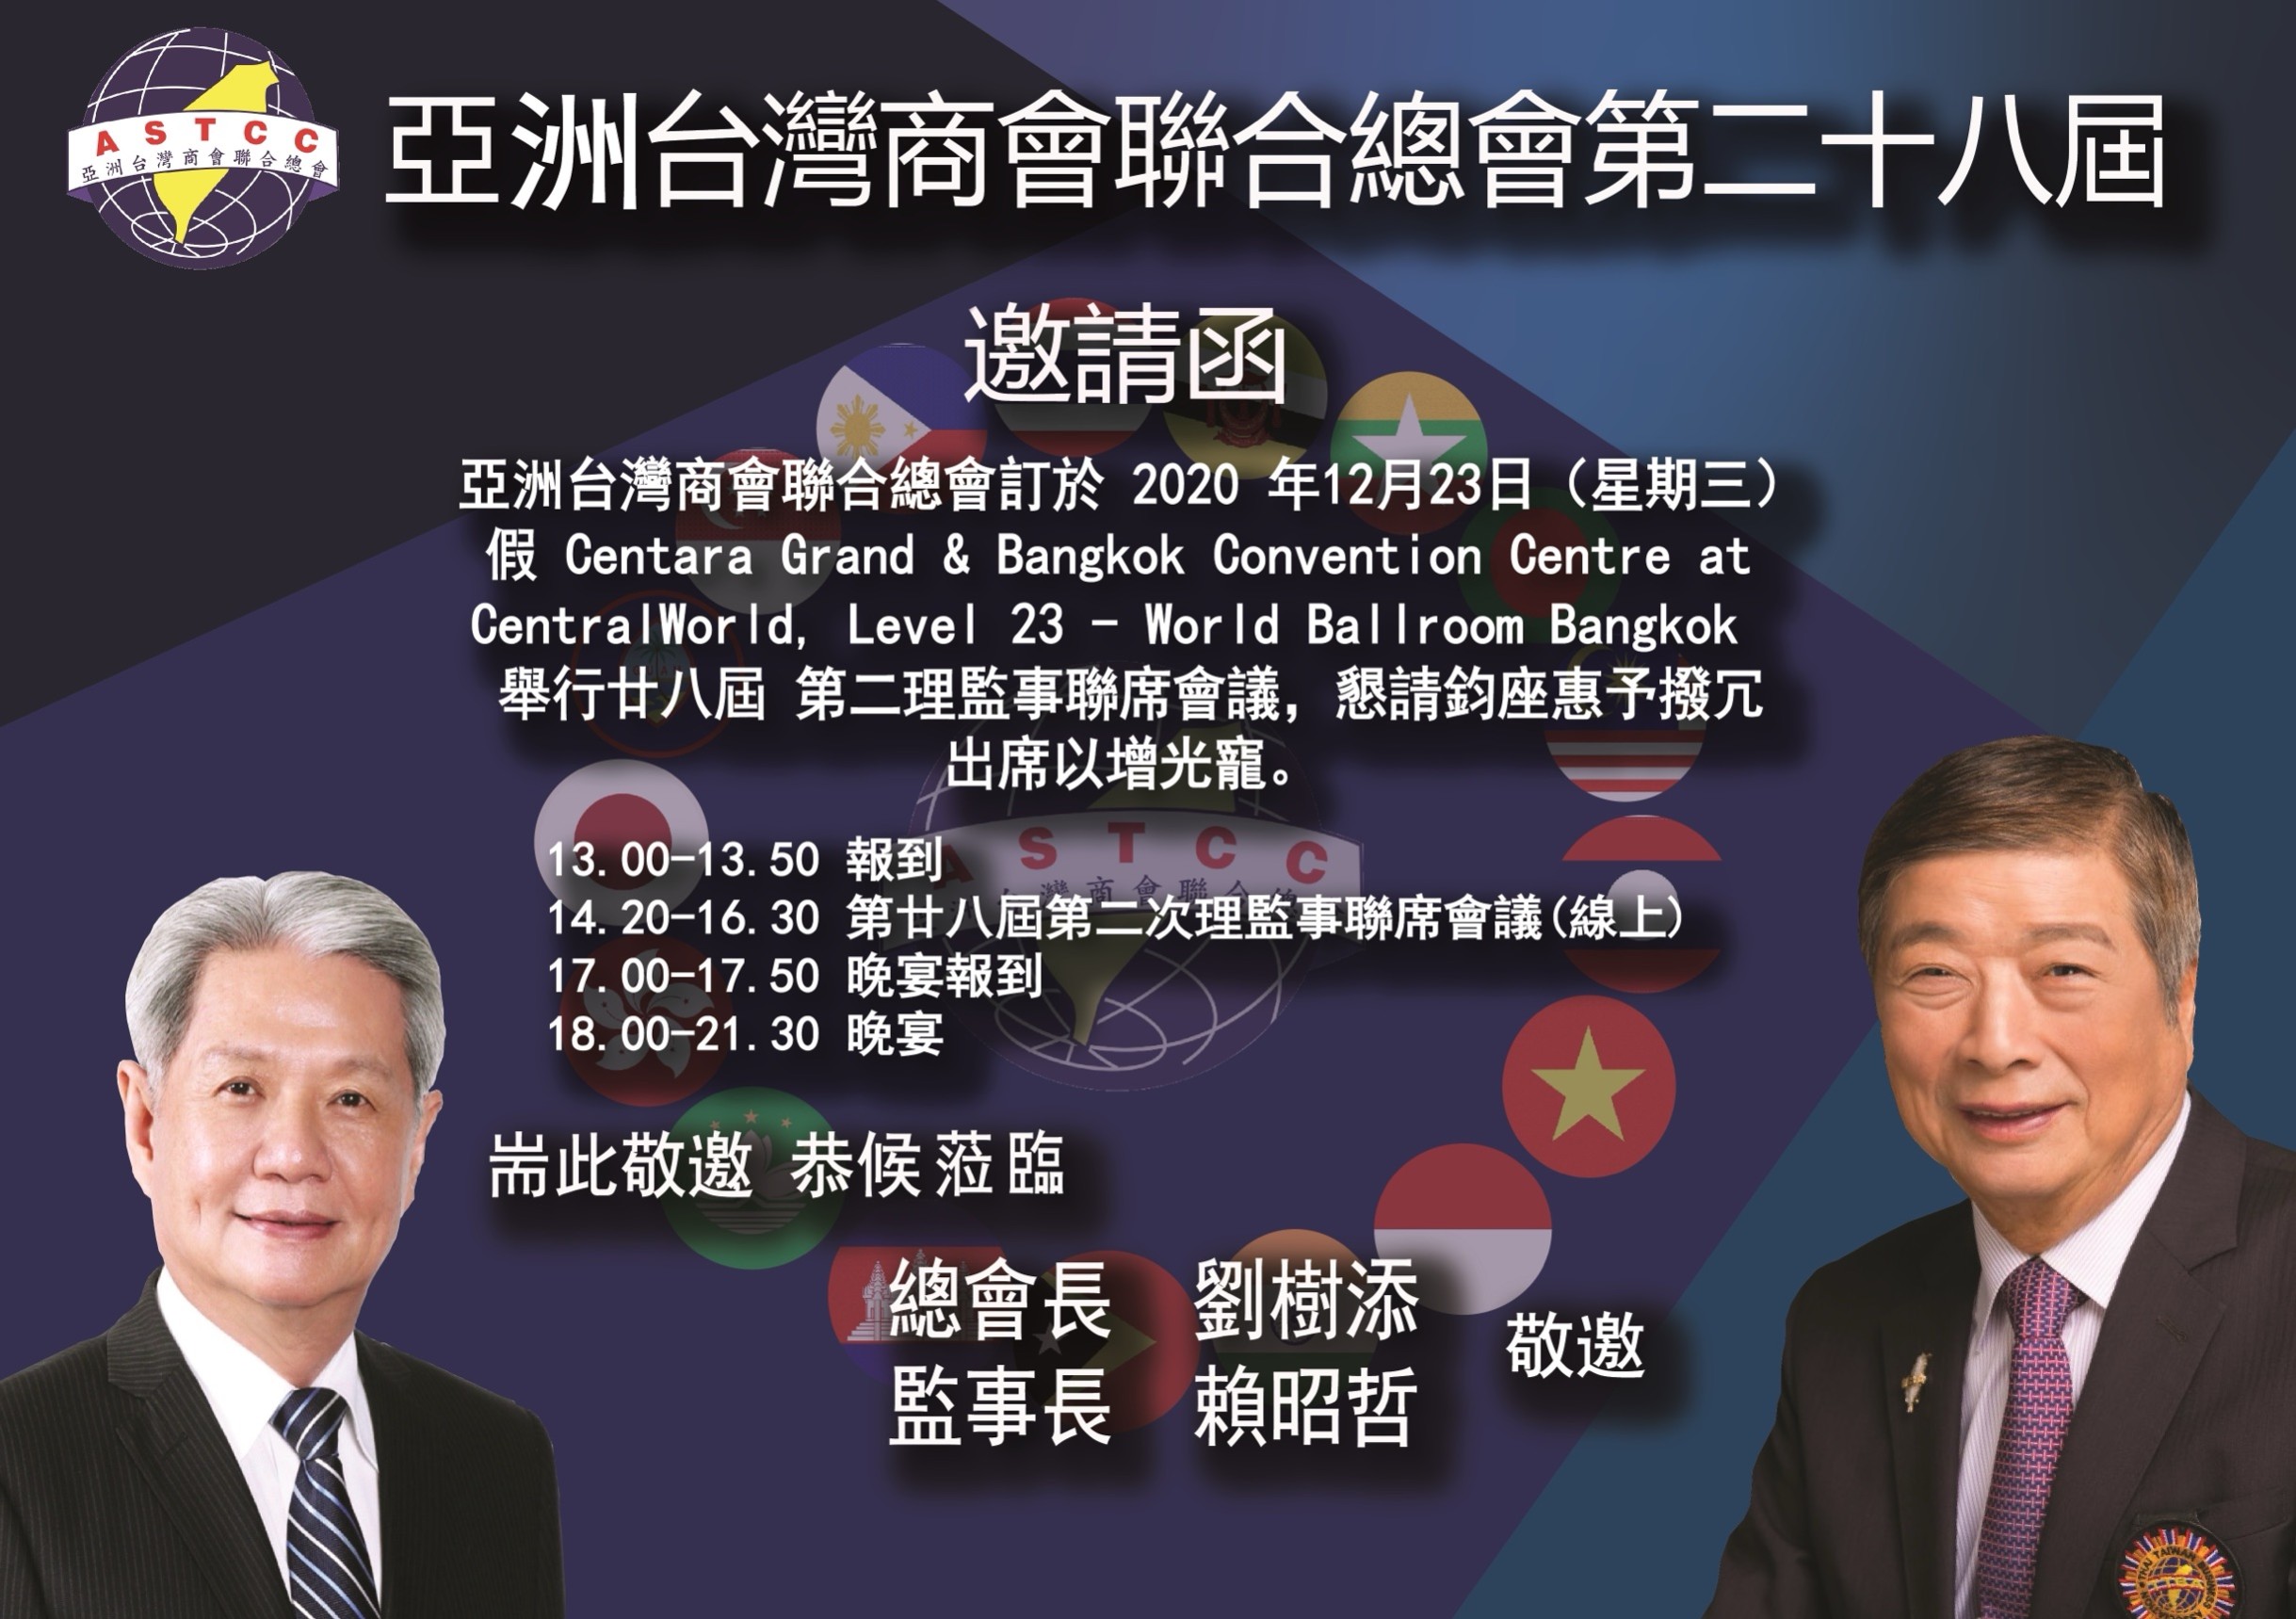 ASTCC
亞洲台灣商會聯合總會
亞洲台灣商會聯合總會第二十八屆
邀請函
亞洲台灣商會聯合總會訂於 2020 年12月23日（星期三）
假 Centara Grand & Bangkok Convention Centre at
CentralWorld, Level 23 - World Ballroom Bangkok
舉行廿八屆 第二理監事聯席會議，懇請鈞座惠予撥冗
出席以增光寵。
ASTCC
13.00-13.50 報到
14.20-16.30 第廿八屆第二次理監事聯席會議(線上)
17.00-17.50 晚宴報到
18.00-21.30 晚宴
耑此敬邀 恭候蒞臨
總會長 劉樹添
監事長 賴昭哲
敬邀
THAI TAIWAN